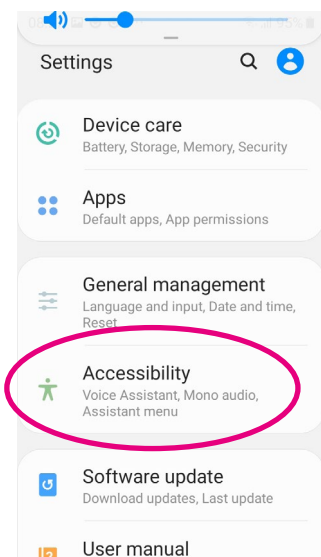 Settings
Device care
Battery, Storage, Memory, Security
Apps
Default apps, App permissions
General management
Language and input, Date and time,
Reset
Accessibility
Voice Assistant, Mono audio,
Assistant menu
Software update
Download updates, Last update
User manual